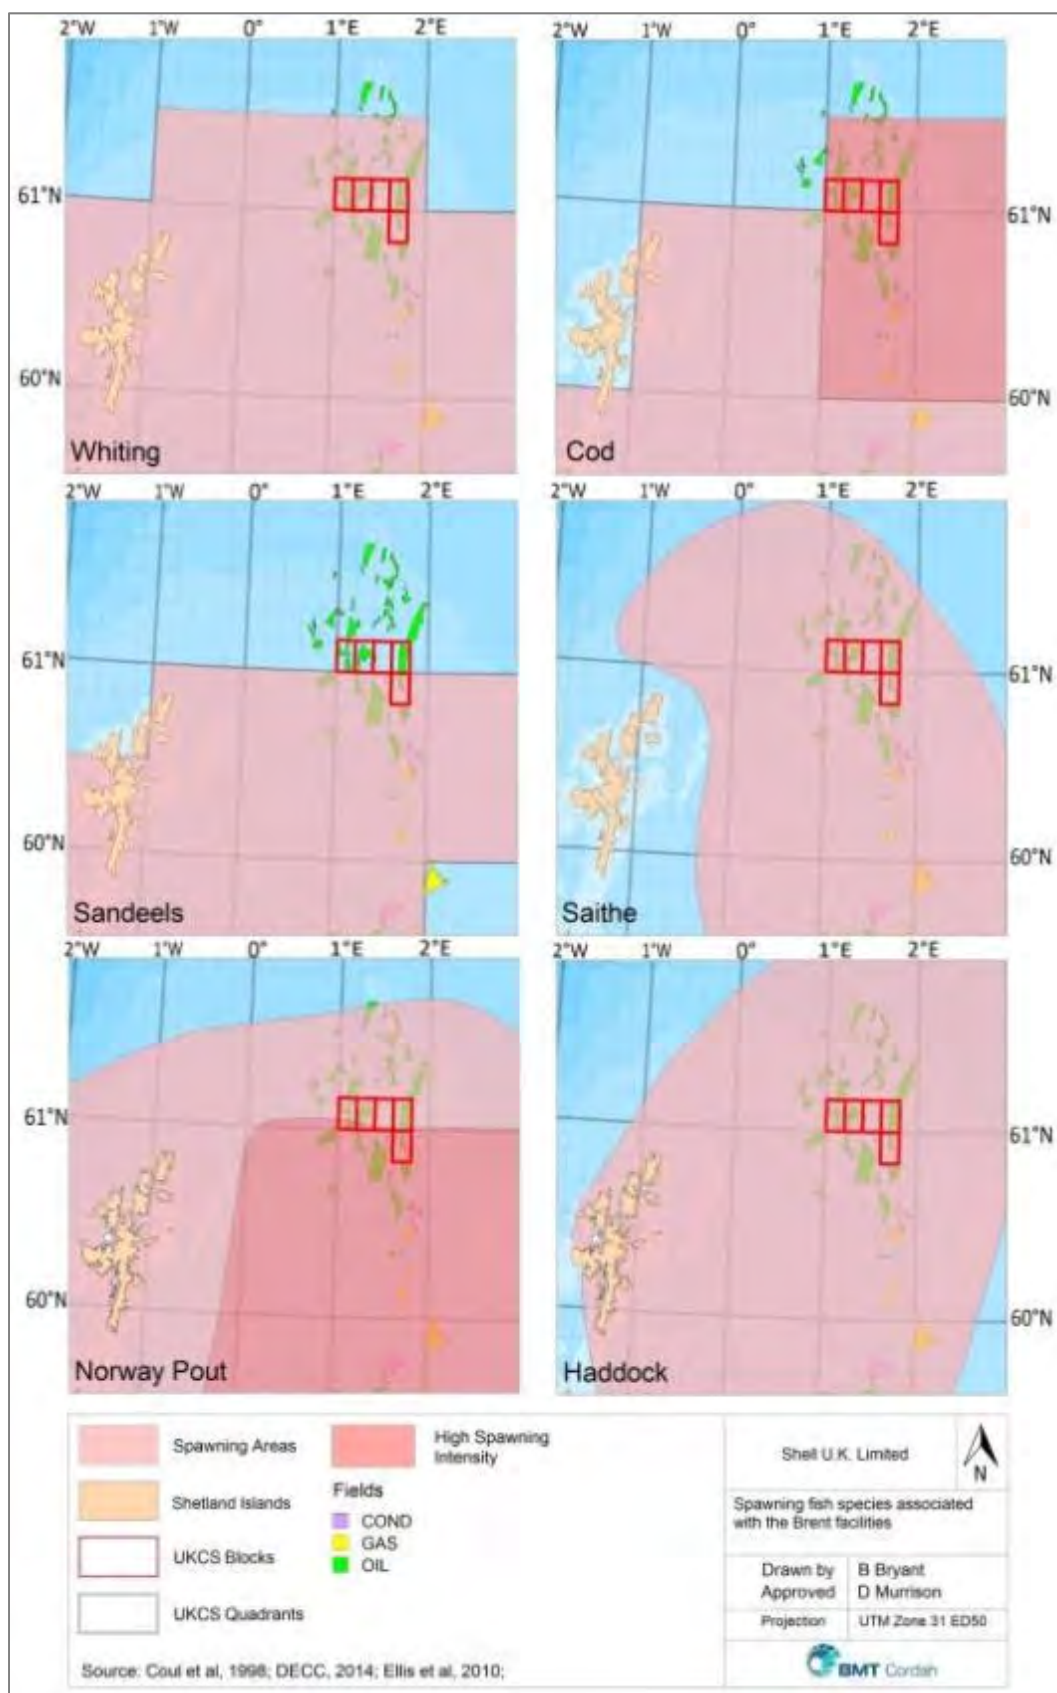 2°W 1°W 0° 1°E 2°E
2°W 1°W 0° 1°E 2°E
61°N
61°N
60°N
60°N
Whiting
Cod
2°W 1°W 0° 1°E 2°E
2°W 1°W 0° 1°E 2°E
61°N
61°N
60°N
60°N
Sandeels
Saithe
2°W 1°W 0° 1°E 2°E
2°W 1°W 0° 1°E 2°E
61°N
61°N
60°N
60°N
Norway Pout
Haddock
Spawning Areas
Shetland Islands
UKCS Blocks
UKCS Quadrants
High Spawning
Intensity
Fields
COND
GAS
OIL
Source: Coul et al, 1998; DECC, 2014; Ellis et al, 2010;
Shell U.K. Limited
N
Spawning fish species associated
with the Brent facilities
Drawn by B Bryant
Approved D Murrison
Projection UTM Zone 31 ED50
BMT Cordah